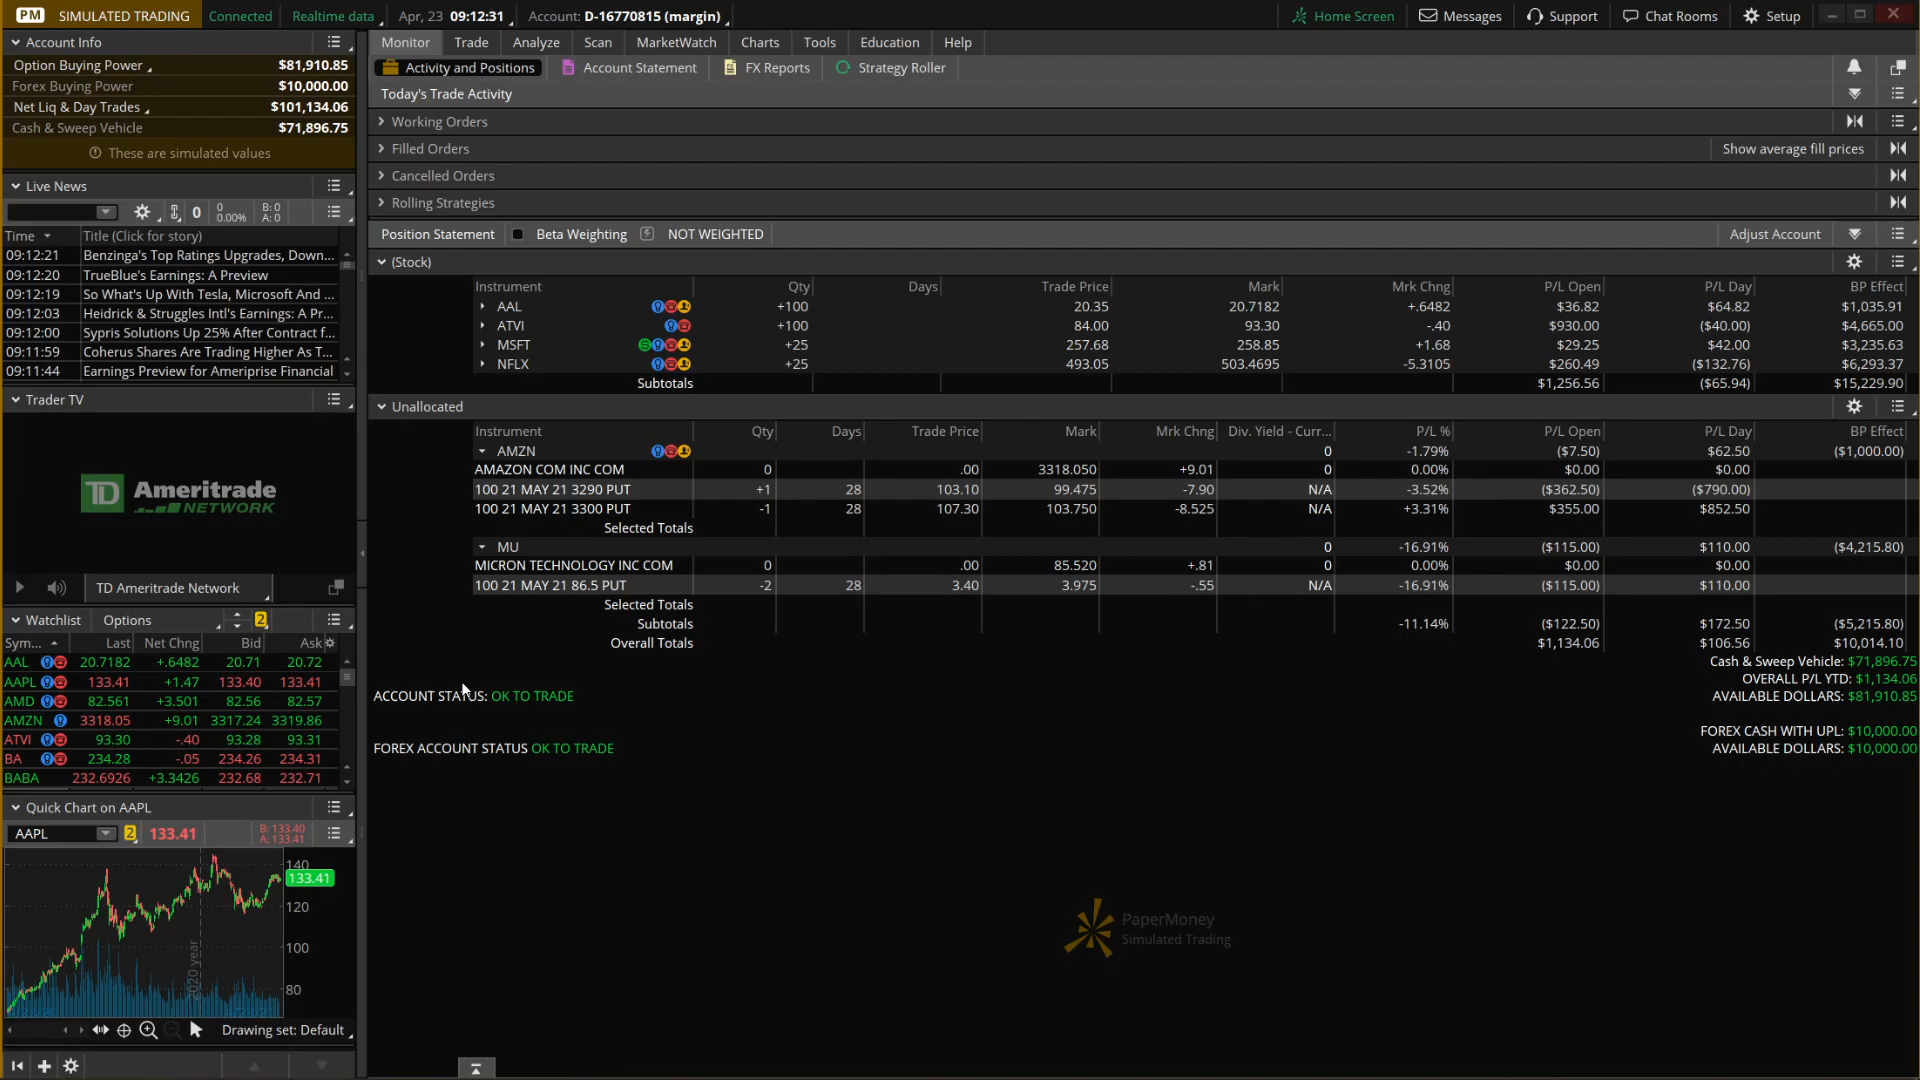 PM SIMULATED TRADING Connected Realtime data Apr, 23 09:12:31 Account: D-16770815 (margin) Home Screen Messages Support Chat Rooms Setup
Account Info
Option Buying Power $81,910.85
Forex Buying Power $10,000.00
Net Liq & Day Trades $101,134.06
Cash & Sweep Vehicle $71,896.75
These are simulated values
Live News
0 0 0.00% B: 0 A: 0
Time Title (Click for story)
09:12:21 Benzinga's Top Ratings Upgrades, Down...
09:12:20 TrueBlue's Earnings: A Preview
09:12:19 So What's Up With Tesla, Microsoft And ...
09:12:03 Heidrick & Struggles Intl's Earnings: A Pr...
09:12:00 Sypris Solutions Up 25% After Contract f...
09:11:59 Coherus Shares Are Trading Higher As T...
09:11:44 Earnings Preview for Ameriprise Financial
Trader TV
TD Ameritrade
NETWORK
TD Ameritrade Network
Watchlist Options 2
Sym... Last Net Chng Bid Ask
AAL 20.7182 +.6482 20.71 20.72
AAPL 133.41 +1.47 133.40 133.41
AMD 82.561 +3.501 82.56 82.57
AMZN 3318.05 +9.01 3317.24 3319.86
ATVI 93.30 -.40 93.28 93.31
BA 234.28 -.05 234.26 234.31
BABA 232.6926 +3.3426 232.68 232.71
Quick Chart on AAPL
AAPL 2 133.41 B: 133.40 A: 133.41
140
133.41
120
100
80
2020 year
Drawing set: Default
Monitor Trade Analyze Scan MarketWatch Charts Tools Education Help
Activity and Positions Account Statement FX Reports Strategy Roller
Today's Trade Activity
Working Orders
Filled Orders Show average fill prices
Cancelled Orders
Rolling Strategies
Position Statement Beta Weighting NOT WEIGHTED Adjust Account
(Stock)
Instrument Qty Days Trade Price Mark Mrk Chng P/L Open P/L Day BP Effect
AAL +100 20.35 20.7182 +.6482 $36.82 $64.82 $1,035.91
ATVI +100 84.00 93.30 -.40 $930.00 ($40.00) $4,665.00
MSFT +25 257.68 258.85 +1.68 $29.25 $42.00 $3,235.63
NFLX +25 493.05 503.4695 -5.3105 $260.49 ($132.76) $6,293.37
Subtotals $1,256.56 ($65.94) $15,229.90
Unallocated
Instrument Qty Days Trade Price Mark Mrk Chng Div. Yield - Curr... P/L % P/L Open P/L Day BP Effect
AMZN 0 -1.79% ($7.50) $62.50 ($1,000.00)
AMAZON COM INC COM 0 .00 3318.050 +9.01 0 0.00% $0.00 $0.00
100 21 MAY 21 3290 PUT +1 28 103.10 99.475 -7.90 N/A -3.52% ($362.50) ($790.00)
100 21 MAY 21 3300 PUT -1 28 107.30 103.750 -8.525 N/A +3.31% $355.00 $852.50
Selected Totals
MU 0 -16.91% ($115.00) $110.00 ($4,215.80)
MICRON TECHNOLOGY INC COM 0 .00 85.520 +.81 0 0.00% $0.00 $0.00
100 21 MAY 21 86.5 PUT -2 28 3.40 3.975 -.55 N/A -16.91% ($115.00) $110.00
Selected Totals
Subtotals -11.14% ($122.50) $172.50 ($5,215.80)
Overall Totals $1,134.06 $106.56 $10,014.10
Cash & Sweep Vehicle: $71,896.75
OVERALL P/L YTD: $1,134.06
ACCOUNT STATUS: OK TO TRADE AVAILABLE DOLLARS: $81,910.85
FOREX CASH WITH UPL: $10,000.00
FOREX ACCOUNT STATUS OK TO TRADE AVAILABLE DOLLARS: $10,000.00
PaperMoney
Simulated Trading